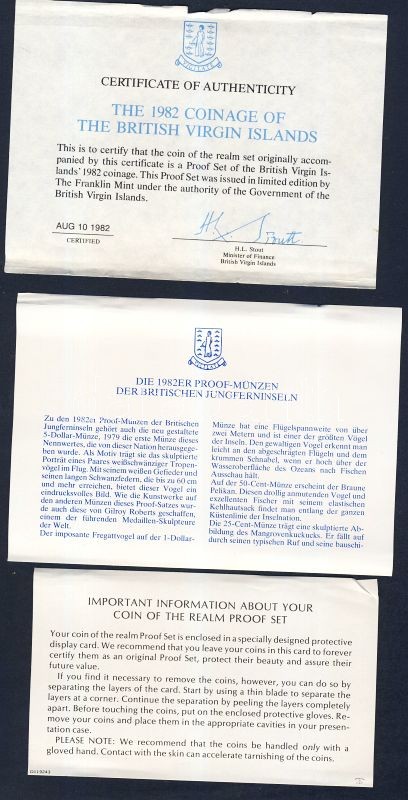 VIGILATE
CERTIFICATE OF AUTHENTICITY
THE 1982 COINAGE OF
THE BRITISH VIRGIN ISLANDS
This is to certify that the coin of the realm set originally accom-
panied by this certificate is a Proof Set of the British Virgin Is-
lands' 1982 coinage. This Proof Set was issued in limited edition by
The Franklin Mint under the authority of the Government of the
British Virgin Islands.
AUG 10 1982
CERTIFIED
H.L. Stoutt
H.L. Stout
Minister of Finance
British Virgin Islands
VIGILATE
DIE 1982ER PROOF-MÜNZEN
DER BRITISCHEN JUNGFERNINSELN
Zu den 1982er Proof-Münzen der Britischen
Jungferninseln gehört auch die neu gestaltete
5-Dollar-Münze, 1979 die erste Münze dieses
Nennwertes, die von dieser Nation herausgege-
ben wurde. Als Motiv trägt sie das skulptierte
Porträt eines Paares weißschwänziger Tropen-
vögel im Flug. Mit seinem weißen Gefieder und
seinen langen Schwanzfedern, die bis zu 60 cm
und mehr erreichen, bietet dieser Vogel ein
eindrucksvolles Bild. Wie die Kunstwerke auf
den anderen Münzen dieses Proof-Satzes wur-
de auch diese von Gilroy Roberts geschaffen,
einem der führenden Medaillen-Skulpteure
der Welt.
Der imposante Fregattvogel auf der 1-Dollar-
Münze hat eine Flügelspannweite von über
zwei Metern und ist einer der größten Vögel
der Inseln. Den gewaltigen Vogel erkennt man
leicht an den abgeschrägten Flügeln und dem
krummen Schnabel, wenn er hoch über der
Wasseroberfläche des Ozeans nach Fischen
Ausschau hält.
Auf der 50-Cent-Münze erscheint der Braune
Pelikan. Diesen drollig anmutenden Vogel und
exzellenten Fischer mit seinem elastischen
Kehlhautsack findet man entlang der ganzen
Küstenlinie der Inselnation.
Die 25-Cent-Münze trägt eine skulptierte Ab-
bildung des Mangrovenkuckucks. Er fällt auf
durch seinen typischen Ruf und seine bauschi-
IMPORTANT INFORMATION ABOUT YOUR
COIN OF THE REALM PROOF SET
Your coin of the realm Proof Set is enclosed in a specially designed protective
display card. We recommend that you leave your coins in this card to forever
certify them as an original Proof Set, protect their beauty and assure their
future value.
If you find it necessary to remove the coins, however, you can do so by
separating the layers of the card. Start by using a thin blade to separate the
layers at a corner. Continue the separation by peeling the layers completely
apart. Before touching the coins, put on the enclosed protective gloves. Re-
move your coins and place them in the appropriate cavities in your presen-
tation case.
PLEASE NOTE: We recommend that the coins be handled only with a
gloved hand. Contact with the skin can accelerate tarnishing of the coins.